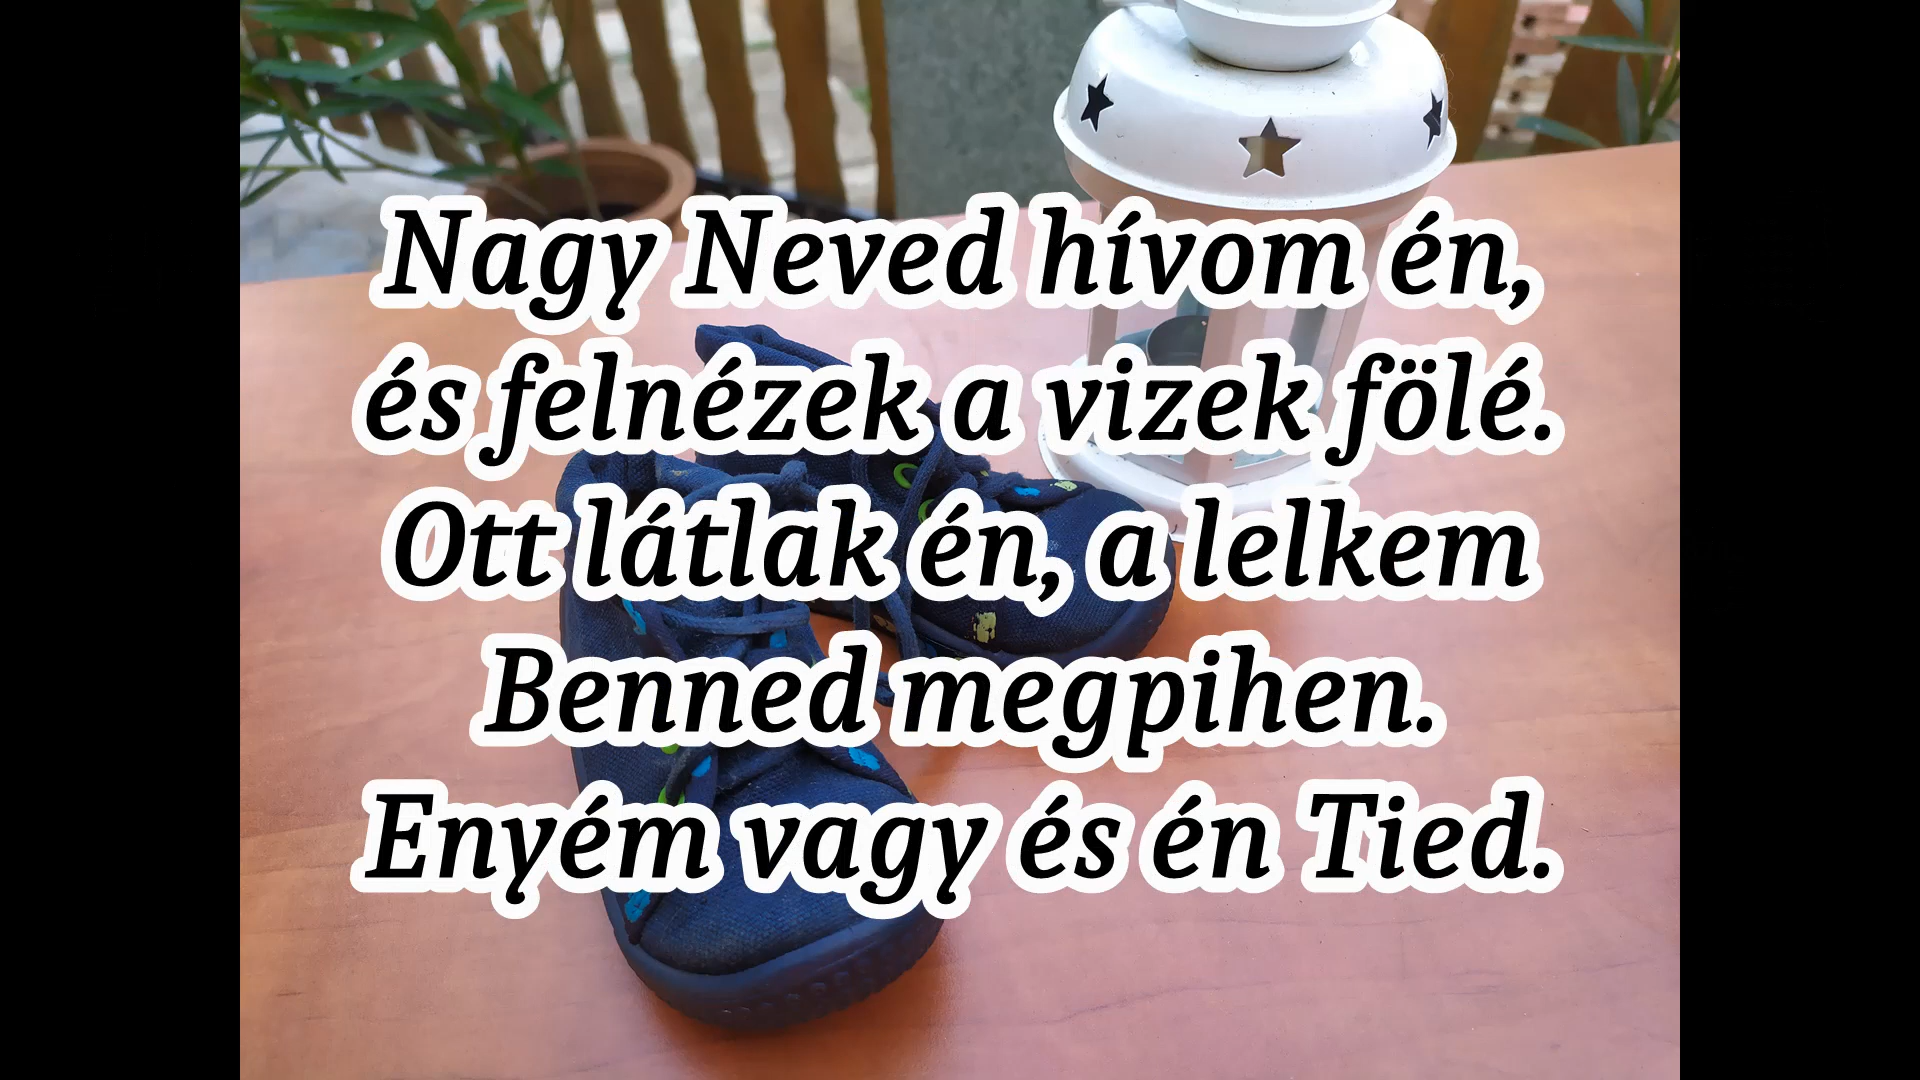 Nagy Neved hívom én,
és felnézek a vizek fölé.
Ott látlak én, a lelkem
Benned megpihen.
Enyém vagy és én Tied.